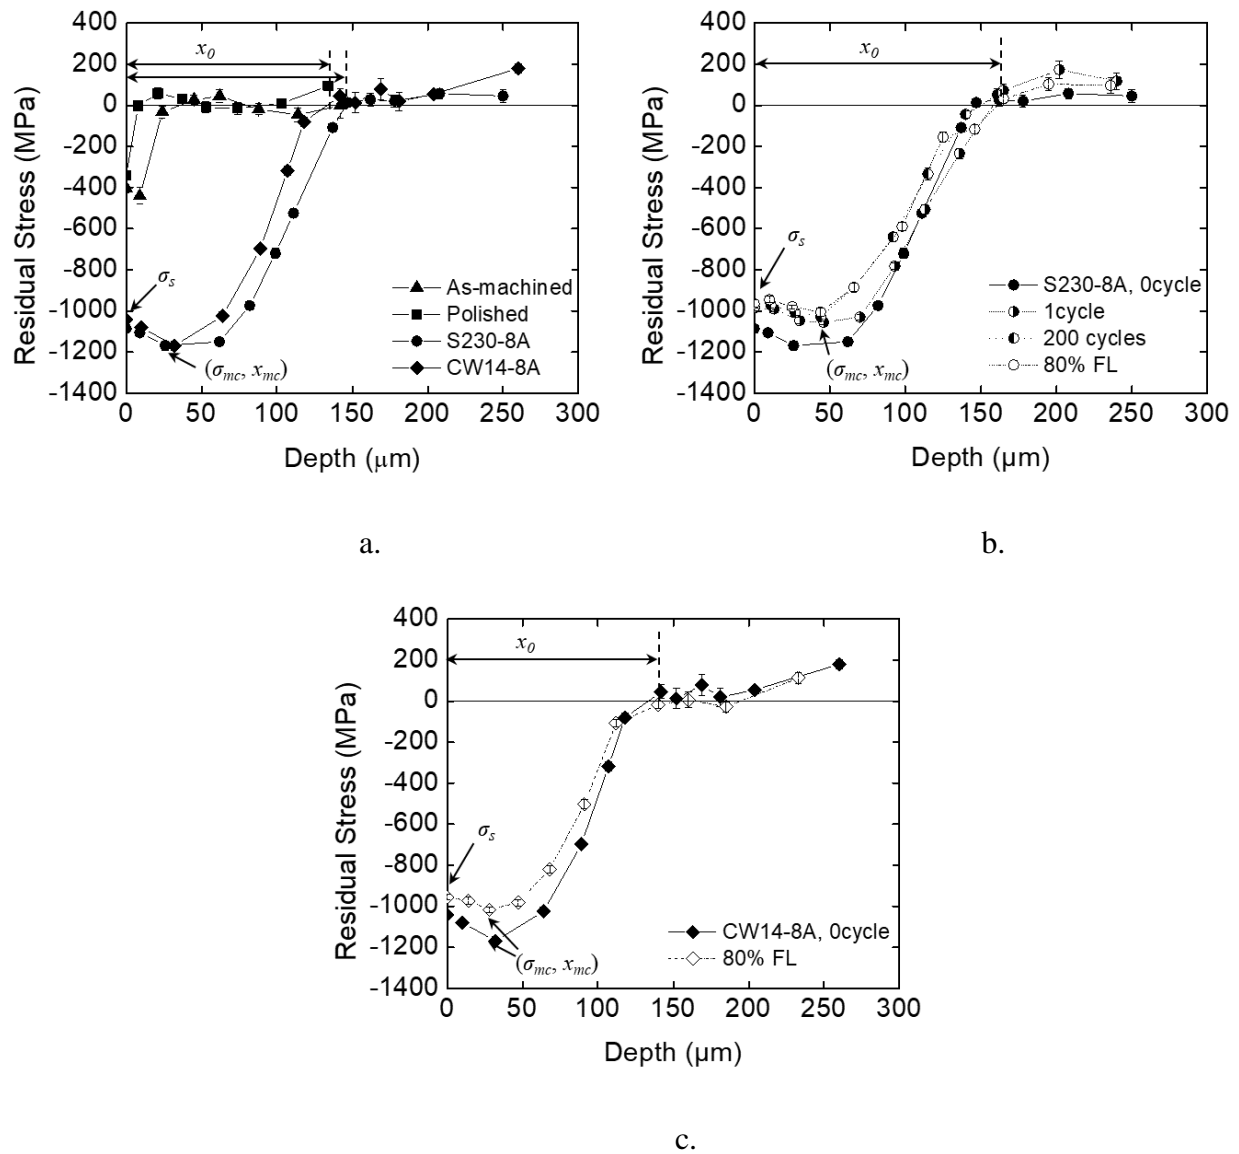 400
200
0
-200
-400
-600
-800
-1000
-1200
-1400
Residual Stress (MPa)
x0
σs
(σmc, xmc)
As-machined
Polished
S230-8A
CW14-8A
0 50 100 150 200 250 300
Depth (μm)
a.
400
200
0
-200
-400
-600
-800
-1000
-1200
-1400
Residual Stress (MPa)
x0
σs
(σmc, xmc)
S230-8A, 0cycle
1cycle
200 cycles
80% FL
0 50 100 150 200 250 300
Depth (µm)
b.
400
200
0
-200
-400
-600
-800
-1000
-1200
-1400
Residual Stress (MPa)
x0
σs
(σmc, xmc)
CW14-8A, 0cycle
80% FL
0 50 100 150 200 250 300
Depth (µm)
c.